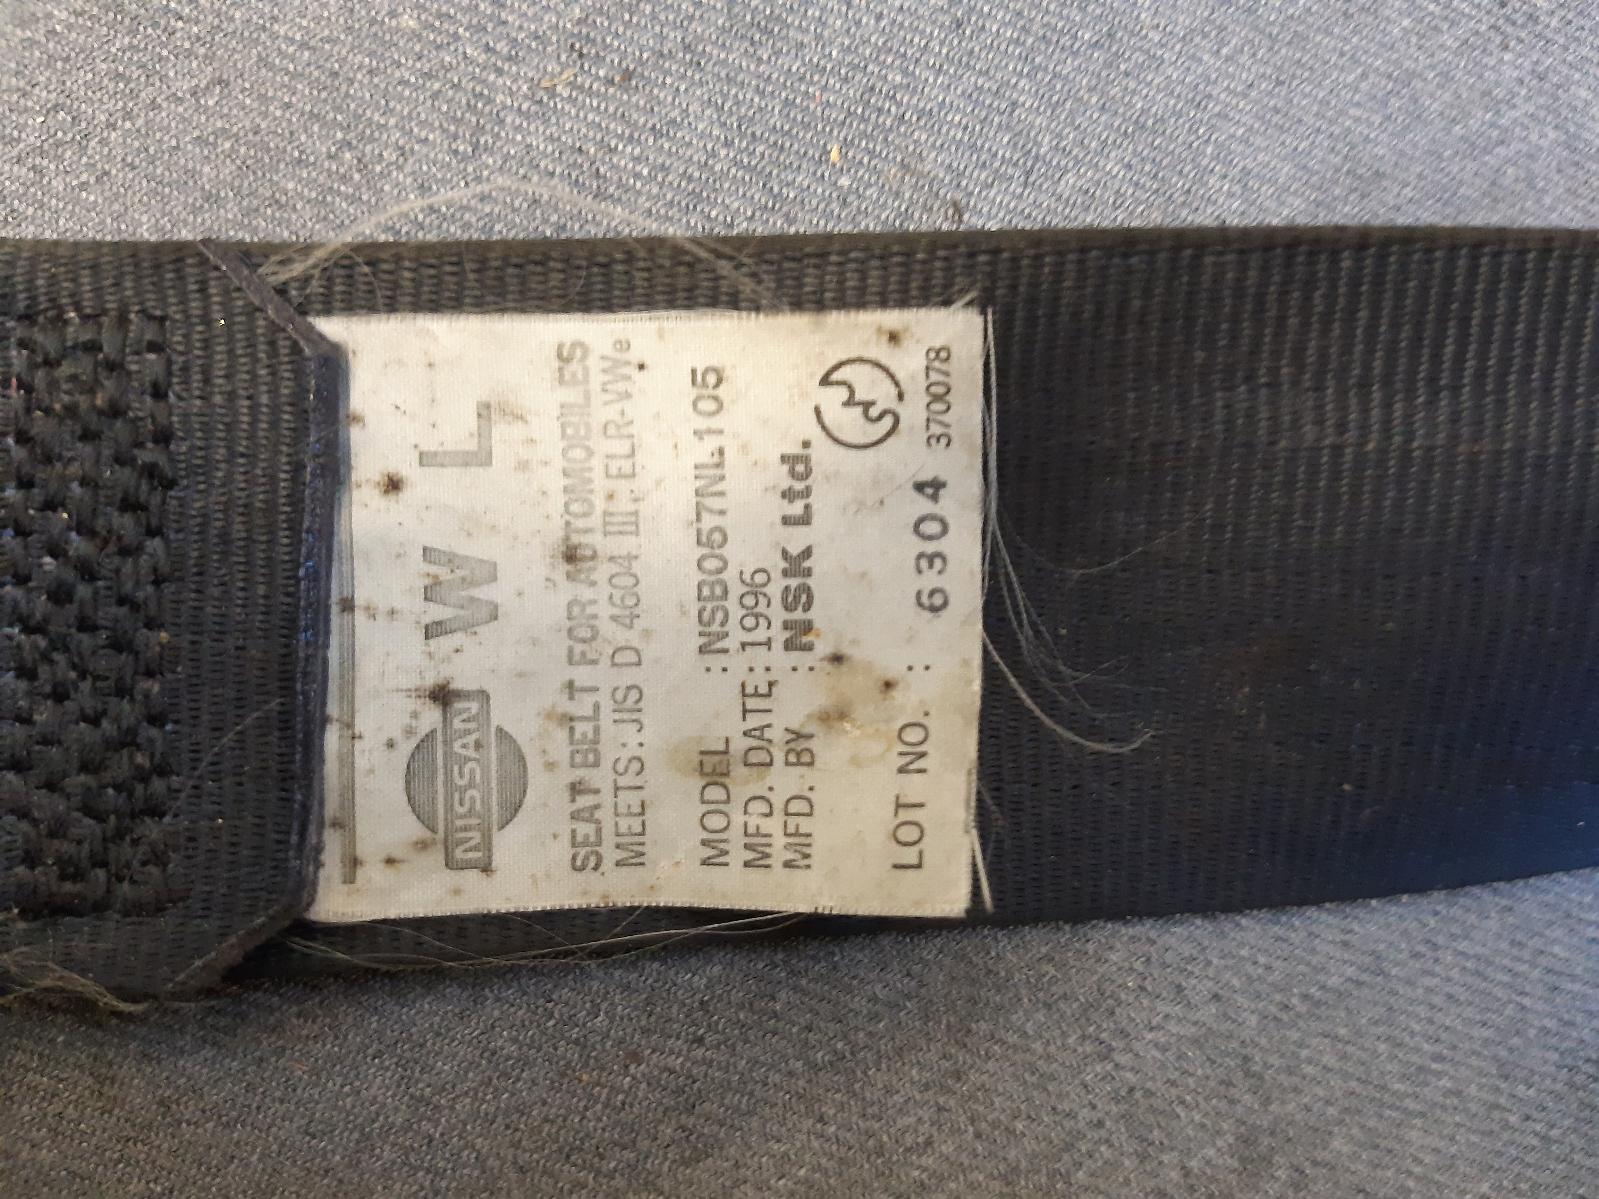 NISSAN W L
SEAT BELT FOR AUTOMOBILES
MEETS: JIS D 4604 III, ELR-VWe
MODEL : NSB057NL105
MFD. DATE: 1996
MFD. BY : NSK Ltd.
LOT NO. : 6304 370078